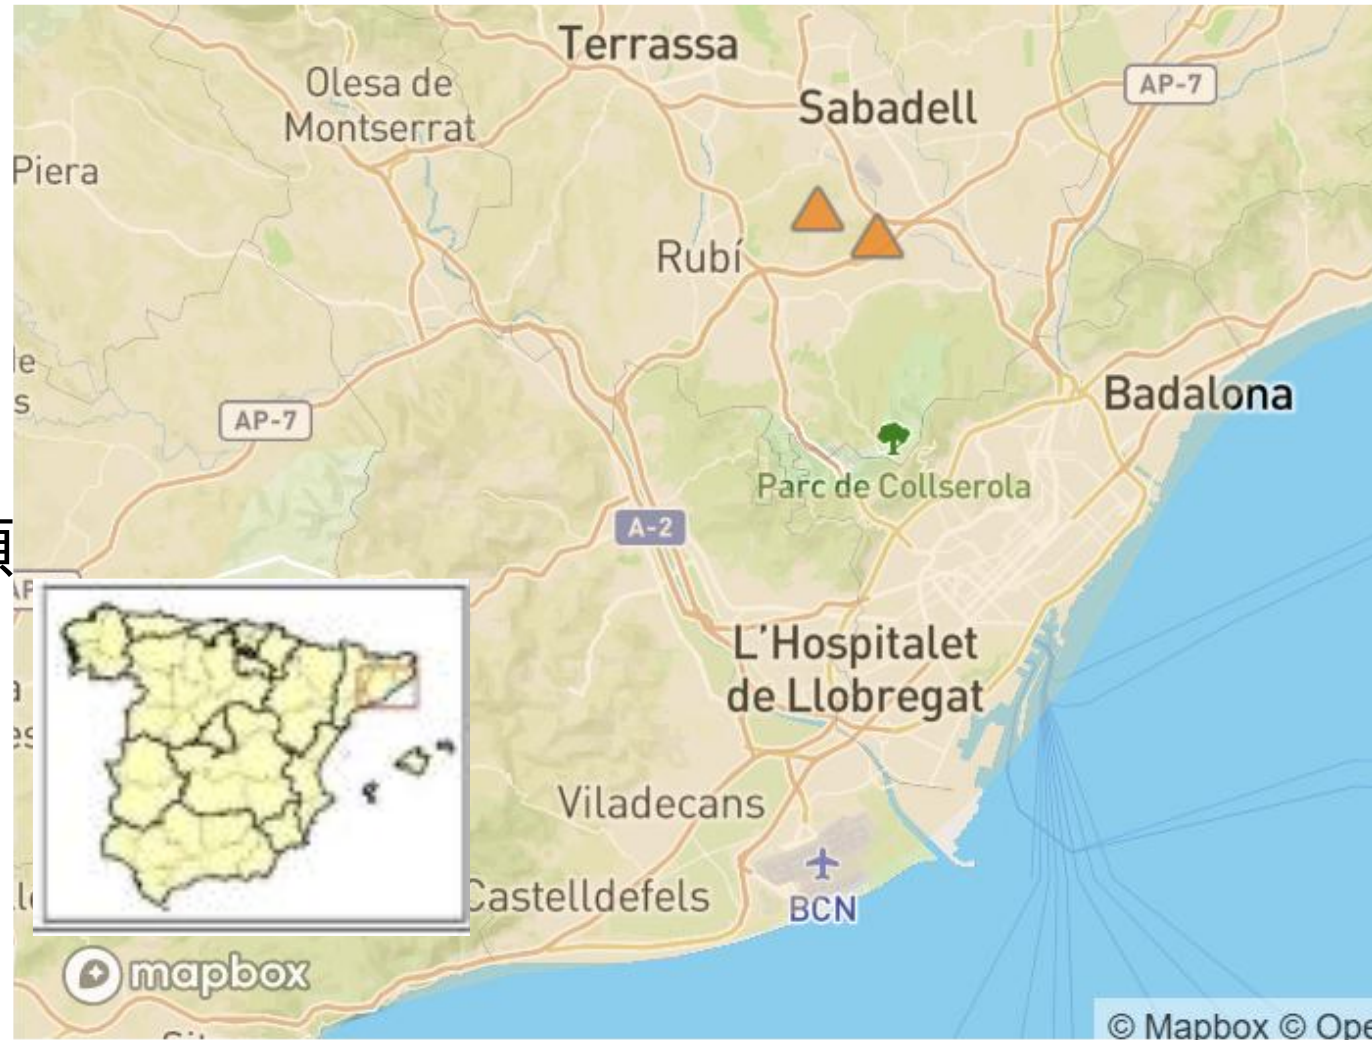 Terrassa
Olesa de
Montserrat
AP-7
Sabadell
Piera
Rubí
Badalona
AP-7
Parc de Collserola
A-2
L'Hospitalet
de Llobregat
Viladecans
Castelldefels
BCN
mapbox
© Mapbox © Ope